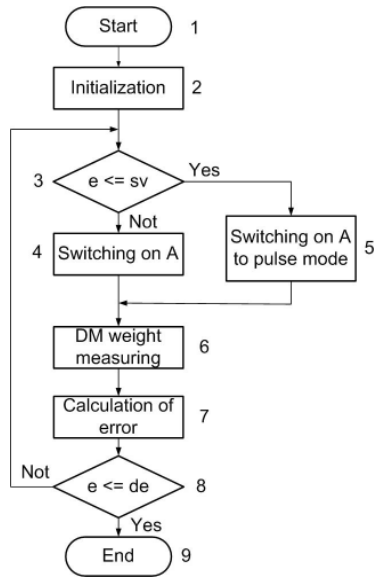 Start 1
Initialization 2
3 e <= sv Yes
Not
4 Switching on A
Switching on A
to pulse mode 5
DM weight
measuring 6
Calculation of
error 7
Not e <= de 8
Yes
End 9